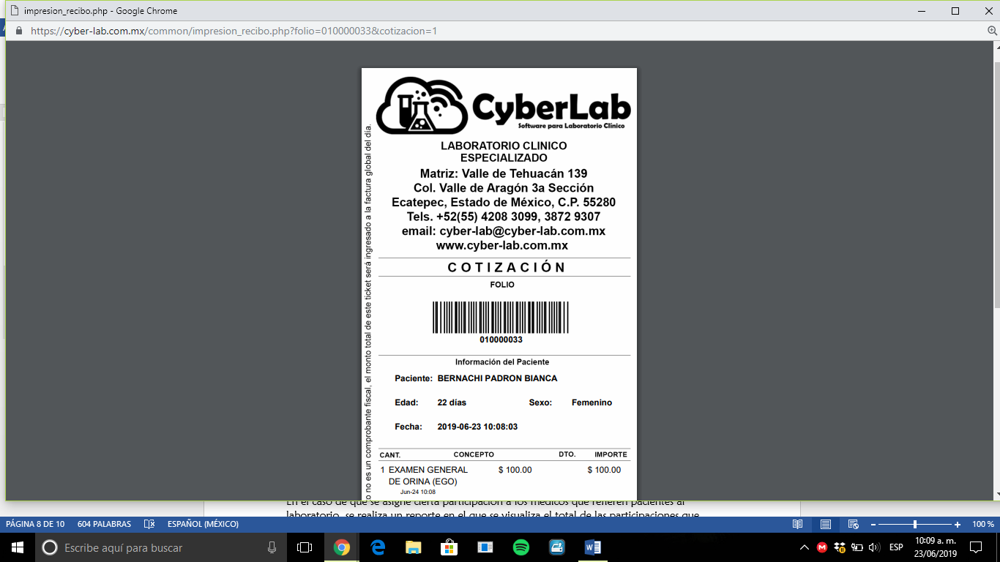 impresion_recibo.php - Google Chrome
https://cyber-lab.com.mx/common/impresion_recibo.php?folio=010000033&cotizacion=1
CyberLab
Software para Laboratorio Clínico
LABORATORIO CLINICO
ESPECIALIZADO
Matriz: Valle de Tehuacán 139
Col. Valle de Aragón 3a Sección
Ecatepec, Estado de México, C.P. 55280
Tels. +52(55) 4208 3099, 3872 9307
email: cyber-lab@cyber-lab.com.mx
www.cyber-lab.com.mx
COTIZACIÓN
FOLIO
010000033
Información del Paciente
Paciente: BERNACHI PADRON BIANCA
Edad: 22 días Sexo: Femenino
Fecha: 2019-06-23 10:08:03
CANT. CONCEPTO DTO. IMPORTE
1 EXAMEN GENERAL $ 100.00 $ 100.00
DE ORINA (EGO)
Jun-24 10:08
no es un comprobante fiscal, el monto total de este ticket será ingresado a la factura global del día.
En el caso de que se asigne cierta participación a los médicos que refieren pacientes al
laboratorio, se realiza un reporte en el que se visualiza el total de las participaciones que
PÁGINA 8 DE 10 604 PALABRAS ESPAÑOL (MÉXICO) 100 %
Escribe aquí para buscar
ESP
10:09 a. m.
23/06/2019